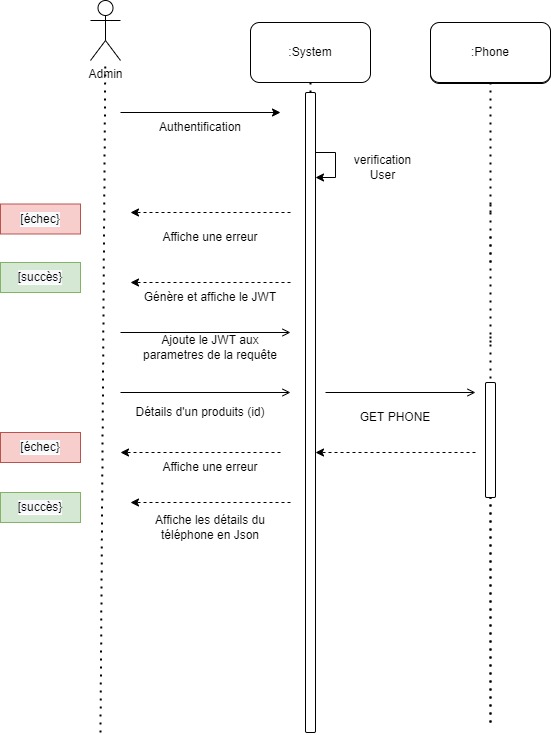 Admin
:System
:Phone
Authentification
verification
User
[échec}
Affiche une erreur
[succès}
Génère et affiche le JWT
Ajoute le JWT aux
parametres de la requête
Détails d'un produits (id)
GET PHONE
[échec}
Affiche une erreur
[succès}
Affiche les détails du
téléphone en Json